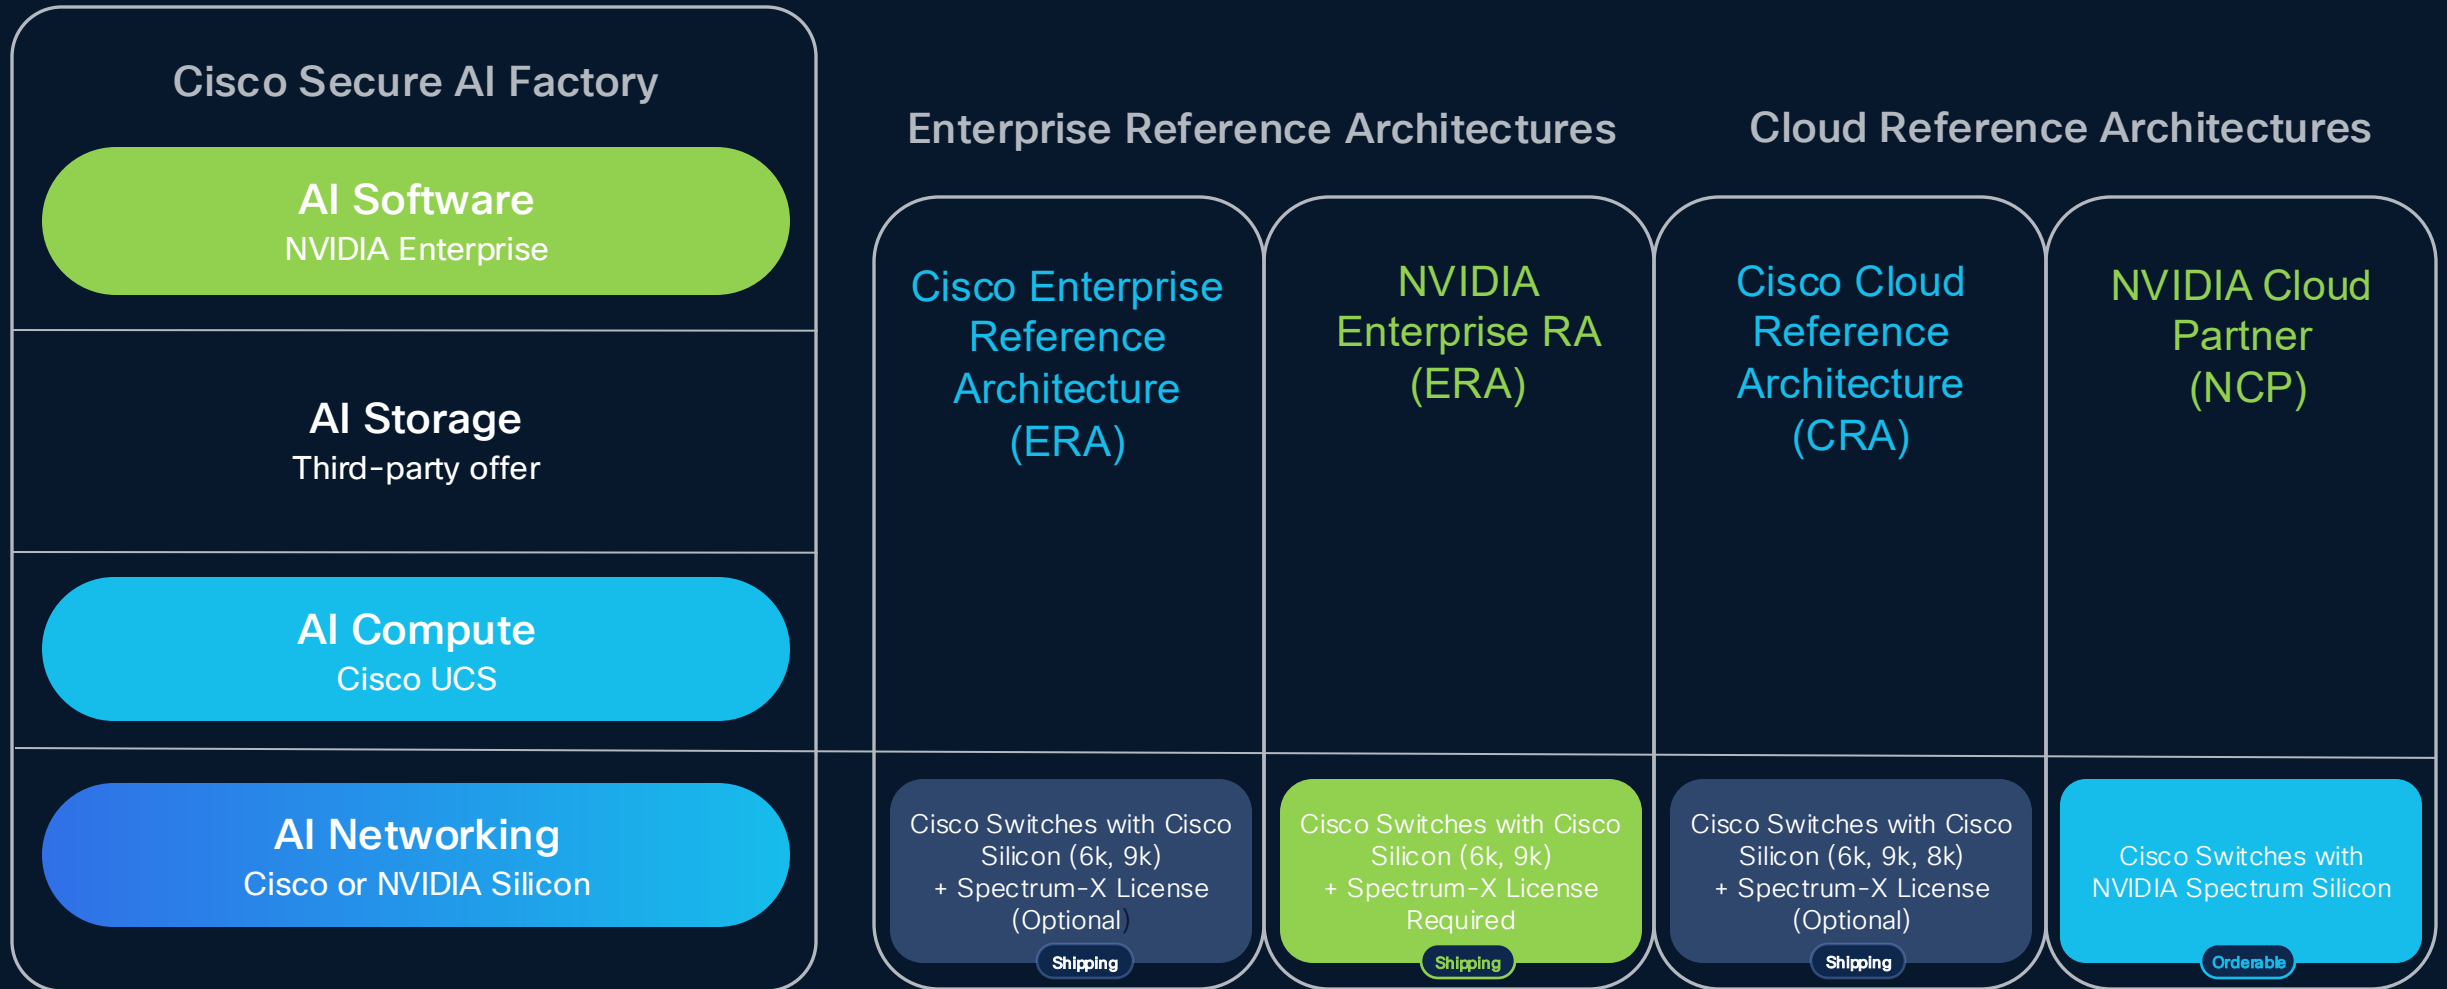 Cisco Secure AI Factory
AI Software
NVIDIA Enterprise
AI Storage
Third-party offer
AI Compute
Cisco UCS
AI Networking
Cisco or NVIDIA Silicon
Enterprise Reference Architectures
Cisco Enterprise
Reference
Architecture
(ERA)
Cisco Switches with Cisco
Silicon (6k, 9k)
+ Spectrum-X License
(Optional)
Shipping
NVIDIA
Enterprise RA
(ERA)
Cisco Switches with Cisco
Silicon (6k, 9k)
+ Spectrum-X License
Required
Shipping
Cloud Reference Architectures
Cisco Cloud
Reference
Architecture
(CRA)
Cisco Switches with Cisco
Silicon (6k, 9k, 8k)
+ Spectrum-X License
(Optional)
Shipping
NVIDIA Cloud
Partner
(NCP)
Cisco Switches with
NVIDIA Spectrum Silicon
Orderable